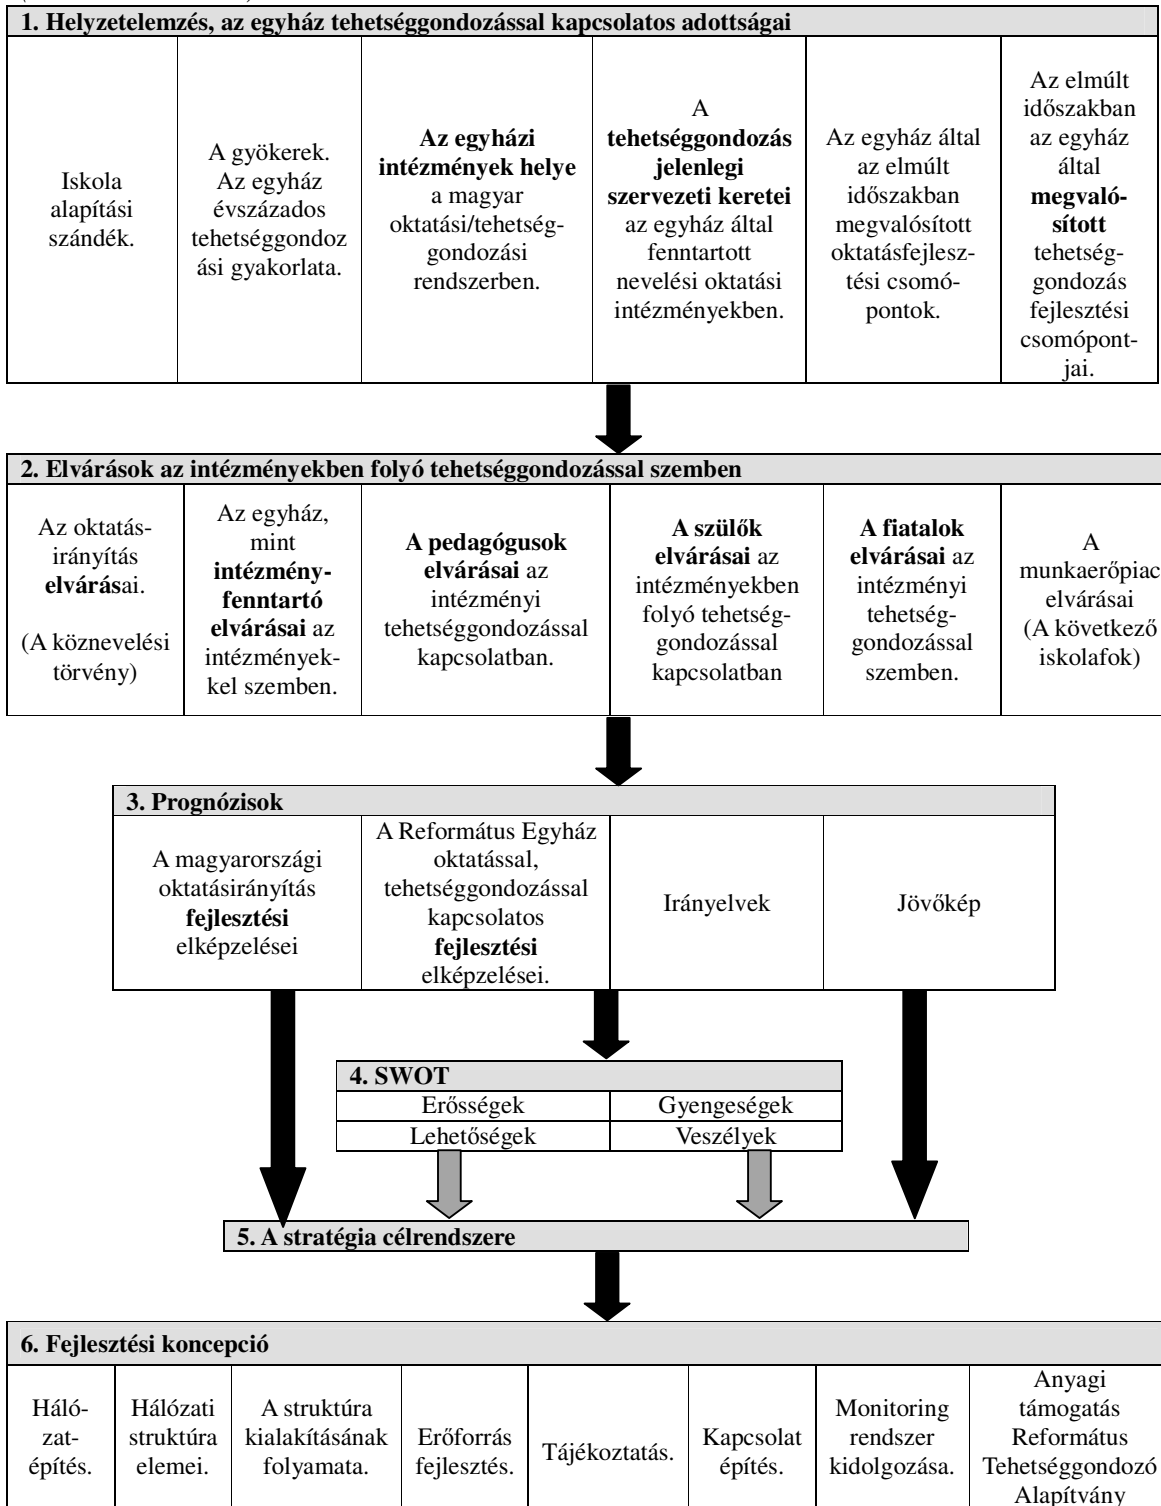 1. Helyzetelemzés, az egyház tehetséggondozással kapcsolatos adottságai
Iskola
alapítási
szándék.
A gyökerek.
Az egyház
évszázados
tehetséggondoz
ási gyakorlata.
Az egyházi
intézmények helye
a magyar
oktatási/tehetség-
gondozási
rendszerben.
A
tehetséggondozás
jelenlegi
szervezeti keretei
az egyház által
fenntartott
nevelési oktatási
intézményekben.
Az egyház által
az elmúlt
időszakban
megvalósított
oktatásfejlesz-
tési csomó-
pontok.
Az elmúlt
időszakban
az egyház
által
megvaló-
sított
tehetség-
gondozás
fejlesztési
csomópont-
jai.
2. Elvárások az intézményekben folyó tehetséggondozással szemben
Az oktatás-
irányítás
elvárásai.
(A köznevelési
törvény)
Az egyház,
mint
intézmény-
fenntartó
elvárásai az
intézmények-
kel szemben.
A pedagógusok
elvárásai az
intézményi
tehetséggondozással
kapcsolatban.
A szülők
elvárásai az
intézményekben
folyó tehetség-
gondozással
kapcsolatban
A fiatalok
elvárásai az
intézményi
tehetség-
gondozással
szemben.
A
munkaerőpiac
elvárásai
(A következő
iskolafok)
3. Prognózisok
A magyarországi
oktatásirányítás
fejlesztési
elképzelései
A Református Egyház
oktatással,
tehetséggondozással
kapcsolatos
fejlesztési
elképzelései.
Irányelvek
Jövőkép
4. SWOT
Erősségek
Gyengeségek
Lehetőségek
Veszélyek
5. A stratégia célrendszere
6. Fejlesztési koncepció
Háló-
zat-
építés.
Hálózati
struktúra
elemei.
A struktúra
kialakításának
folyamata.
Erőforrás
fejlesztés.
Tájékoztatás.
Kapcsolat
építés.
Monitoring
rendszer
kidolgozása.
Anyagi
támogatás
Református
Tehetséggondozó
Alapítvány